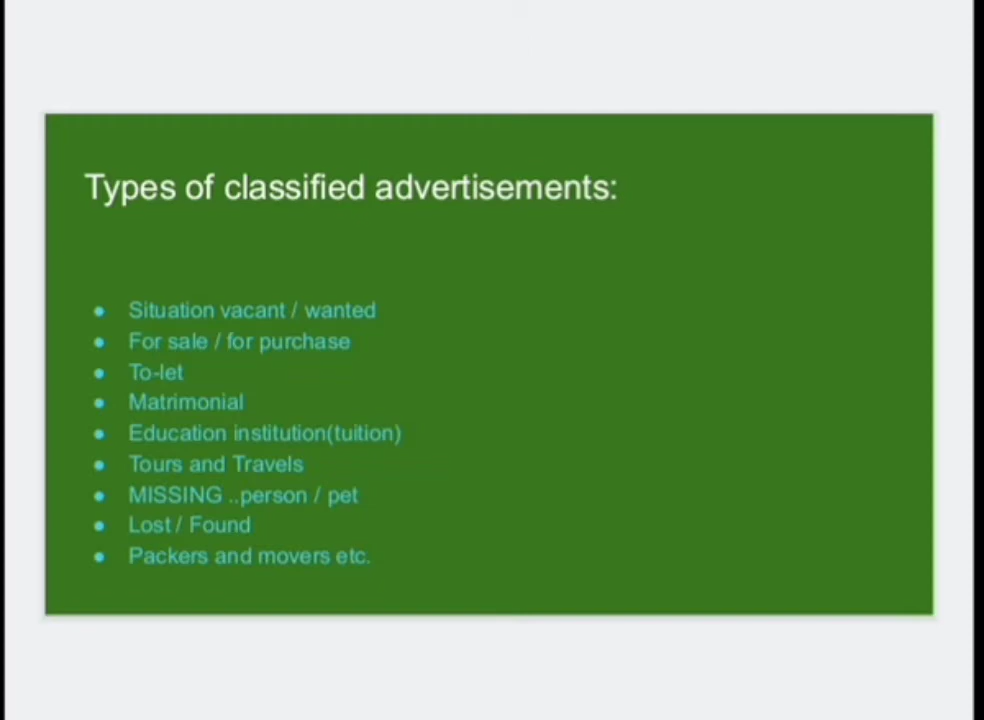 Types of classified advertisements:
● Situation vacant / wanted
● For sale / for purchase
● To-let
● Matrimonial
● Education institution(tuition)
● Tours and Travels
● MISSING ..person / pet
● Lost / Found
● Packers and movers etc.